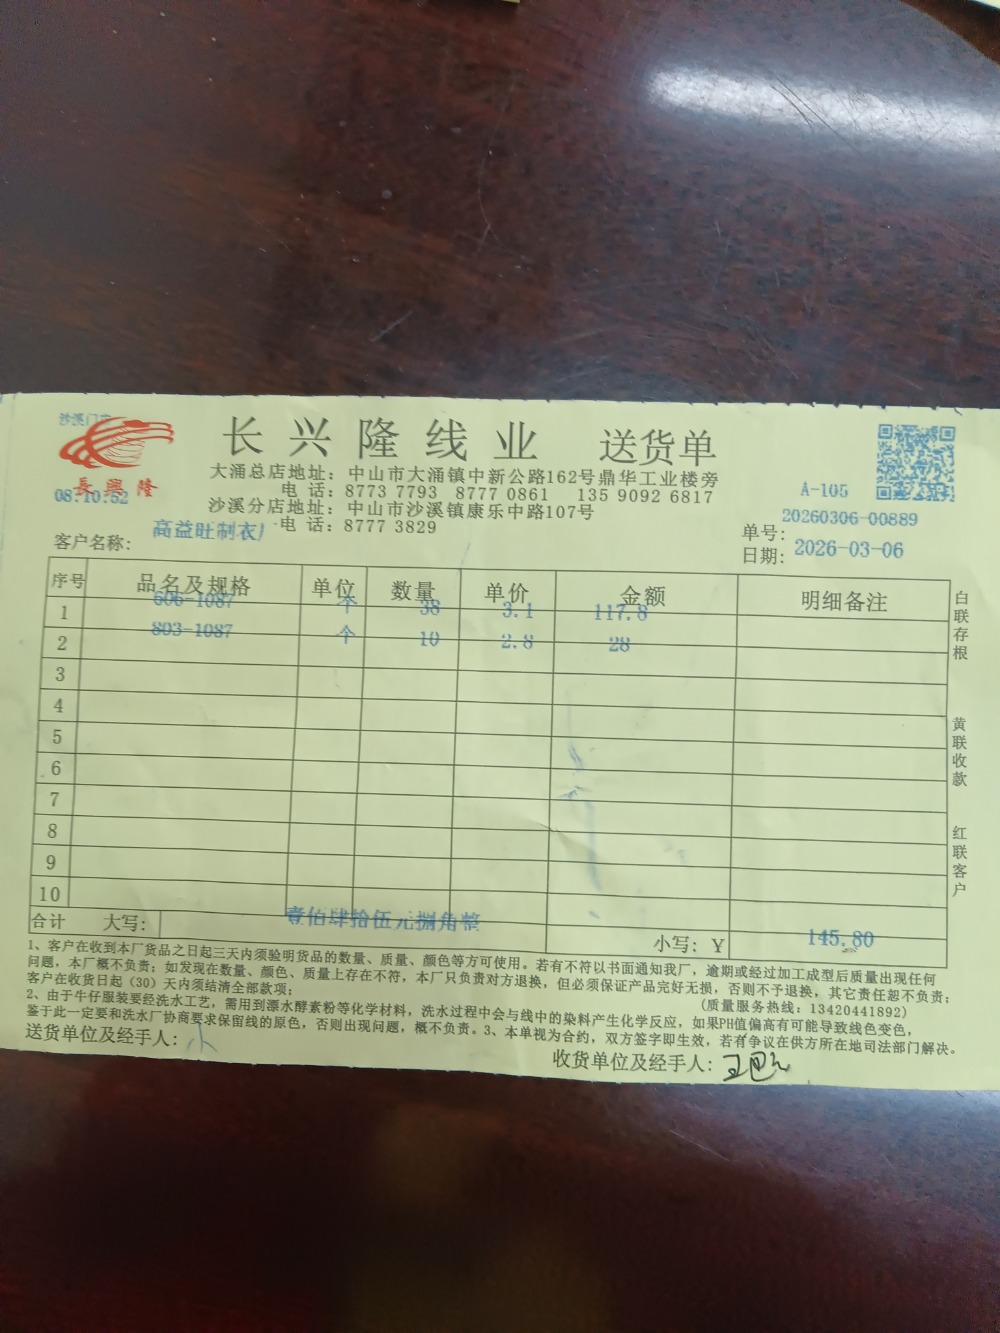 沙溪门店
長興隆
08:10:52
长兴隆线业 送货单
大涌总店地址：中山市大涌镇中新公路162号鼎华工业楼旁
电 话：8773 7793 8777 0861 135 9092 6817
沙溪分店地址：中山市沙溪镇康乐中路107号
电 话：8777 3829
A-105
单号：20260306-00889
日期：2026-03-06
客户名称：高益旺制衣厂
序号 品名及规格 单位 数量 单价 金额 明细备注
1 606-1087 个 38 3.1 117.8
2 803-1087 个 10 2.8 28
3
4
5
6
7
8
9
10
合计 大写：壹佰肆拾伍元捌角整 小写：￥ 145.80
白联存根 黄联收款 红联客户
1、客户在收到本厂货品之日起三天内须验明货品的数量、质量、颜色等方可使用。若有不符以书面通知我厂，逾期或经过加工成型后质量出现任何
问题，本厂概不负责；如发现在数量、颜色、质量上存在不符，本厂只负责对方退换，但必须保证产品完好无损，否则不予退换，其它责任恕不负责；
客户在收货日起（30）天内须结清全部款项； （质量服务热线：13420441892）
2、由于牛仔服装要经洗水工艺，需用到漂水酵素粉等化学材料，洗水过程中会与线中的染料产生化学反应，如果PH值偏高有可能导致线色变色，
鉴于此一定要和洗水厂协商要求保留线的原色，否则出现问题，概不负责。3、本单视为合约，双方签字即生效，若有争议在供方所在地司法部门解决。
送货单位及经手人：
收货单位及经手人：